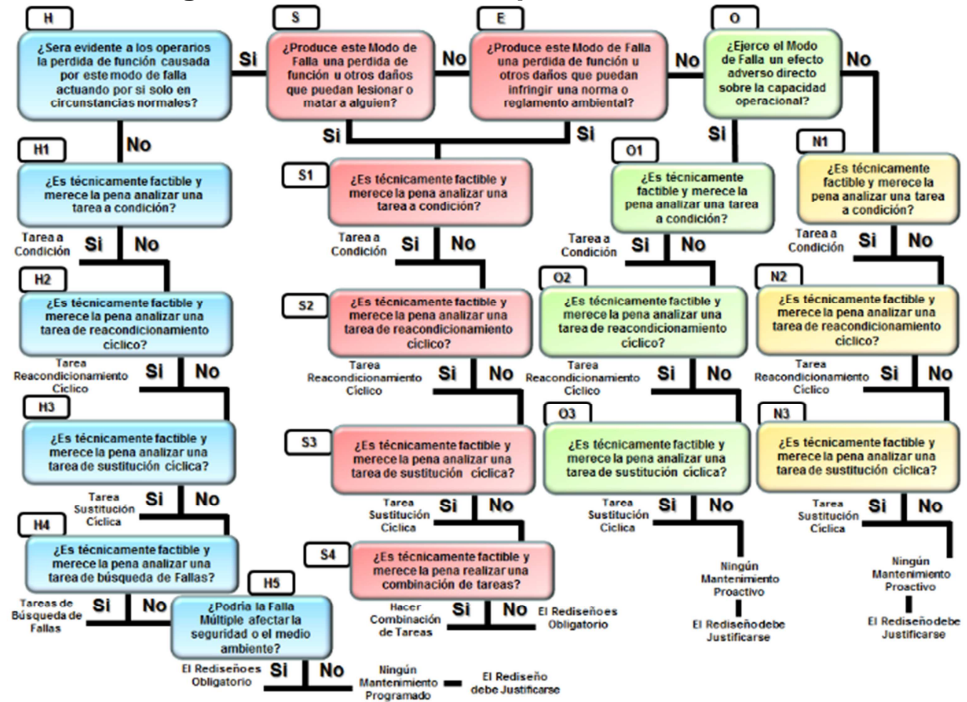 H
¿Sera evidente a los operarios
la perdida de función causada
por este modo de falla
actuando por si solo en
circunstancias normales?
Si
S
¿Produce este Modo de
Falla una perdida de
función u otros daños
que puedan lesionar o
matar a alguien?
No
E
¿Produce este Modo de Falla
una perdida de función u
otros daños que puedan
infringir una norma o
reglamento ambiental?
No
O
¿Ejerce el Modo
de Falla un efecto
adverso directo
sobre la capacidad
operacional?
No
No
Si
Si
Si
H1
¿Es técnicamente factible y
merece la pena analizar una
tarea a condición?
Tarea a
Condición
Si
No
S1
¿Es técnicamente factible y
merece la pena analizar una
tarea a condición?
Tarea a
Condición
Si
No
O1
¿Es técnicamente
factible y merece la
pena analizar una tarea
a condición?
Tarea a
Condición
Si
No
N1
¿Es técnicamente
factible y merece la
pena analizar una tarea
a condición?
Tarea a
Condición
Si
No
H2
¿Es técnicamente factible y
merece la pena analizar una
tarea de reacondicionamiento
cíclico?
Tarea
Reacondicionamiento
Cíclico
Si
No
S2
¿Es técnicamente factible y
merece la pena analizar una
tarea de reacondicionamiento
cíclico?
Tarea
Reacondicionamiento
Cíclico
Si
No
O2
¿Es técnicamente factible y
merece la pena analizar una
tarea de reacondicionamiento
cíclico?
Tarea
Reacondicionamiento
Cíclico
Si
No
N2
¿Es técnicamente factible y
merece la pena analizar una
tarea de reacondicionamiento
cíclico?
Tarea
Reacondicionamiento
Cíclico
Si
No
H3
¿Es técnicamente factible y
merece la pena analizar una
tarea de sustitución cíclica?
Tarea
Sustitución
Cíclica
Si
No
S3
¿Es técnicamente factible y
merece la pena analizar una
tarea de sustitución cíclica?
Tarea
Sustitución
Cíclica
Si
No
O3
¿Es técnicamente factible y
merece la pena analizar una
tarea de sustitución cíclica?
Tarea
Sustitución
Cíclica
Si
No
N3
¿Es técnicamente factible y
merece la pena analizar una
tarea de sustitución cíclica?
Tarea
Sustitución
Cíclica
Si
No
H4
¿Es técnicamente factible y
merece la pena analizar una
tarea de búsqueda de Fallas?
Tareas de
Búsqueda de
Fallas
Si
No
S4
¿Es técnicamente factible y
merece la pena realizar una
combinación de tareas?
Hacer
Combinación
de Tareas
Si
No
El Rediseño es
Obligatorio
Ningún
Mantenimiento
Proactivo
El Rediseño debe
Justificarse
Ningún
Mantenimiento
Proactivo
El Rediseño debe
Justificarse
H5
¿Podría la Falla
Múltiple afectar la
seguridad o el medio
ambiente?
El Rediseño es
Obligatorio
Si
No
Ningún
Mantenimiento
Programado
El Rediseño
debe Justificarse